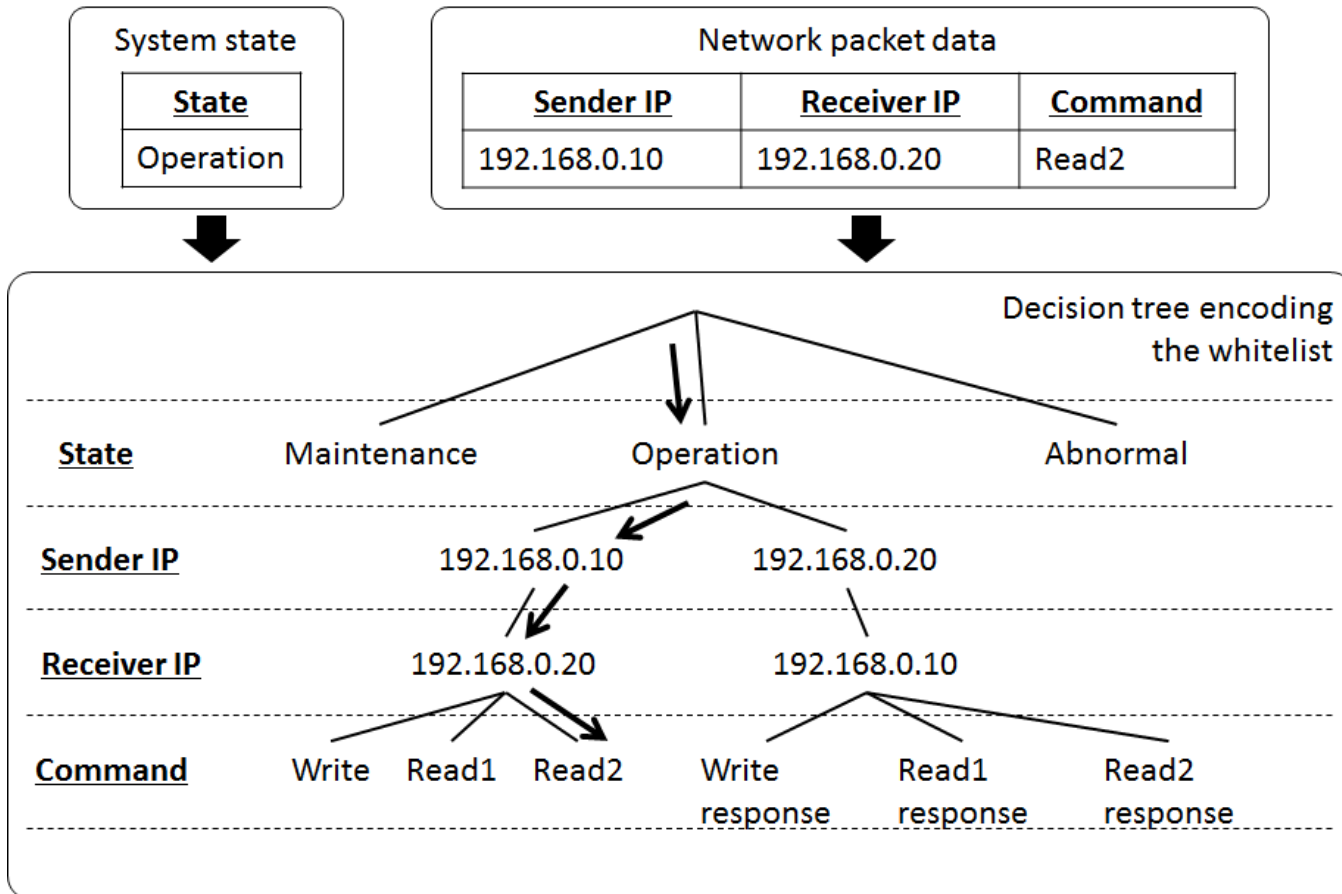 System state
State
Operation
Network packet data
Sender IP Receiver IP Command
192.168.0.10 192.168.0.20 Read2
Decision tree encoding
the whitelist
State Maintenance Operation Abnormal
Sender IP 192.168.0.10 192.168.0.20
Receiver IP 192.168.0.20 192.168.0.10
Command Write Read1 Read2 Write Read1 Read2
response response response